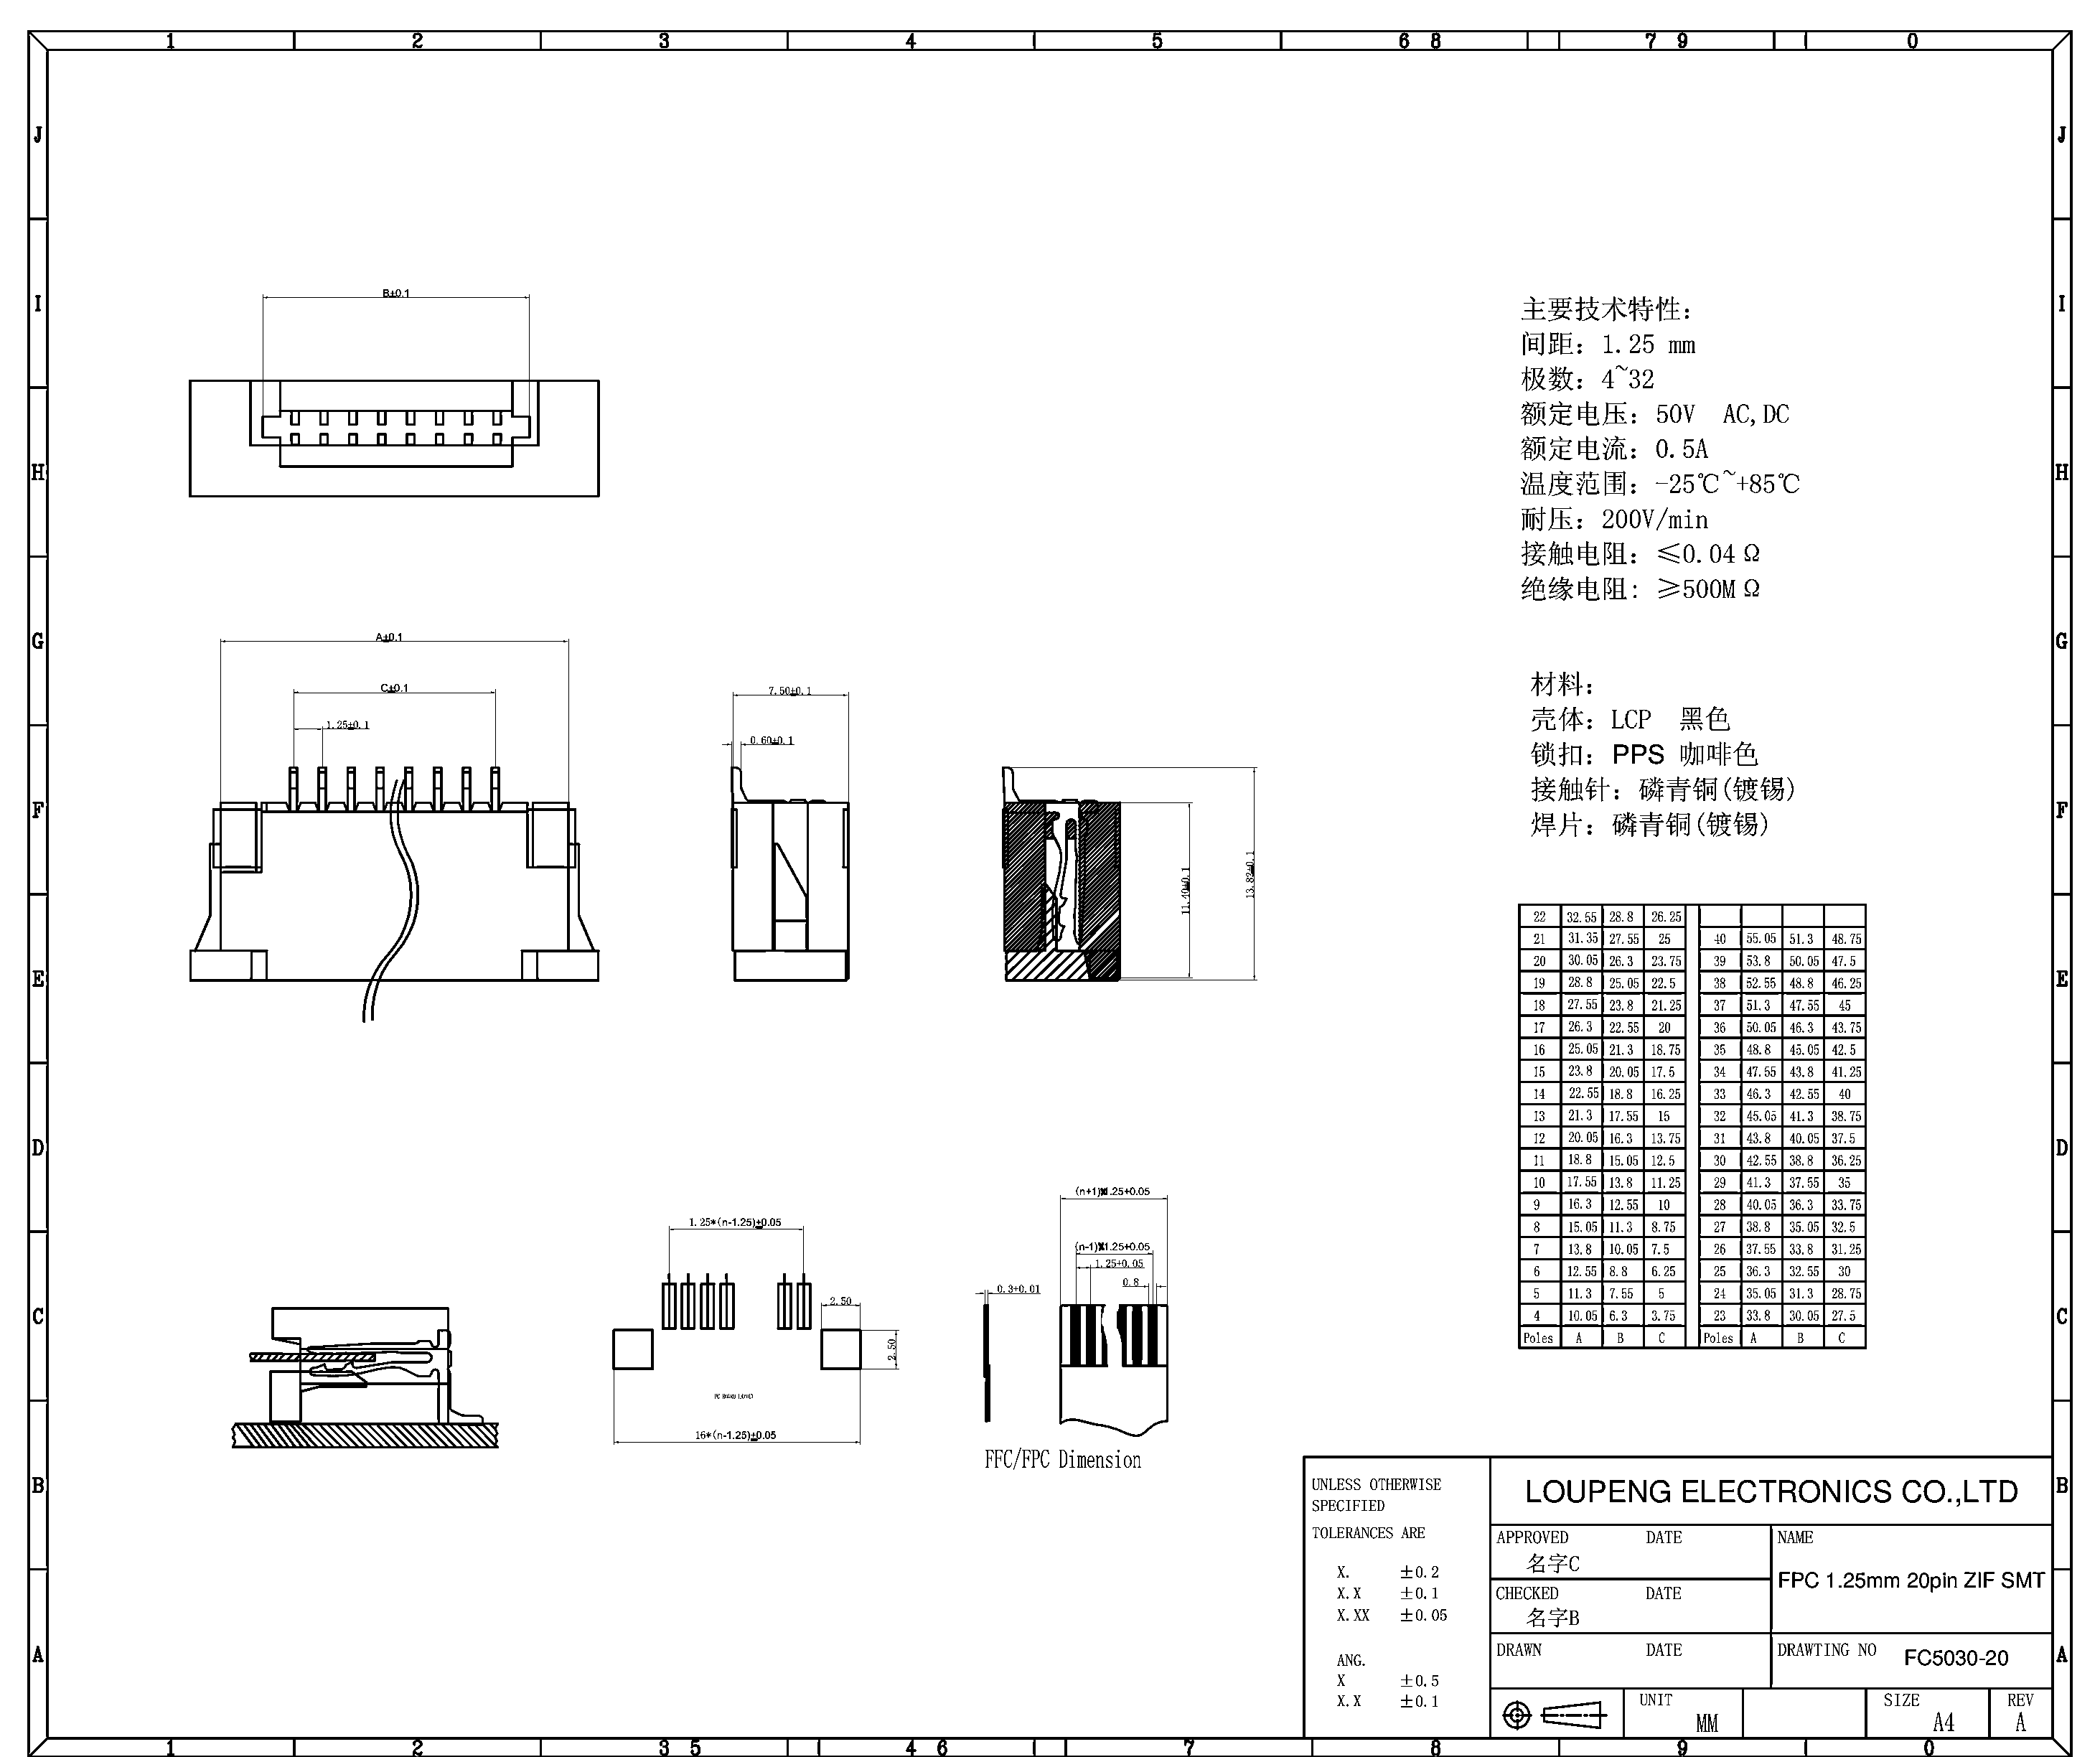 1 2 3 4 5 6 8 7 9 0
J J
I I
H H
G G
F F
E E
D D
C C
B B
A A
B±0.1
A±0.1
C±0.1
1.25±0.1
7.50±0.1
0.60±0.1
11.40±0.1
13.82±0.1
主要技术特性：
间距：1.25 mm
极数：4~32
额定电压：50V AC,DC
额定电流：0.5A
温度范围：-25℃~+85℃
耐压：200V/min
接触电阻：≤0.04Ω
绝缘电阻：≥500MΩ
材料：
壳体：LCP 黑色
锁扣：PPS 咖啡色
接触针：磷青铜(镀锡)
焊片：磷青铜(镀锡)
22 32.55 28.8 26.25
21 31.35 27.55 25 40 55.05 51.3 48.75
20 30.05 26.3 23.75 39 53.8 50.05 47.5
19 28.8 25.05 22.5 38 52.55 48.8 46.25
18 27.55 23.8 21.25 37 51.3 47.55 45
17 26.3 22.55 20 36 50.05 46.3 43.75
16 25.05 21.3 18.75 35 48.8 45.05 42.5
15 23.8 20.05 17.5 34 47.55 43.8 41.25
14 22.55 18.8 16.25 33 46.3 42.55 40
13 21.3 17.55 15 32 45.05 41.3 38.75
12 20.05 16.3 13.75 31 43.8 40.05 37.5
11 18.8 15.05 12.5 30 42.55 38.8 36.25
10 17.55 13.8 11.25 29 41.3 37.55 35
9 16.3 12.55 10 28 40.05 36.3 33.75
8 15.05 11.3 8.75 27 38.8 35.05 32.5
7 13.8 10.05 7.5 26 37.55 33.8 31.25
6 12.55 8.8 6.25 25 36.3 32.55 30
5 11.3 7.55 5 24 35.05 31.3 28.75
4 10.05 6.3 3.75 23 33.8 30.05 27.5
Poles A B C Poles A B C
1.25*(n-1.25)±0.05
2.50
2.50
16*(n-1.25)±0.05
0.3+0.01
(n+1)*1.25+0.05
(n-1)*1.25+0.05
1.25+0.05
0.8
FFC/FPC Dimension
UNLESS OTHERWISE
SPECIFIED
TOLERANCES ARE
X. ±0.2
X.X ±0.1
X.XX ±0.05
ANG.
X ±0.5
X.X ±0.1
LOUPENG ELECTRONICS CO.,LTD
APPROVED DATE
名字C
CHECKED DATE
名字B
DRAWN DATE
NAME
FPC 1.25mm 20pin ZIF SMT
DRAWTING NO FC5030-20
UNIT
MM
SIZE
A4
REV
A
1 2 3 5 4 6 7 8 9 0